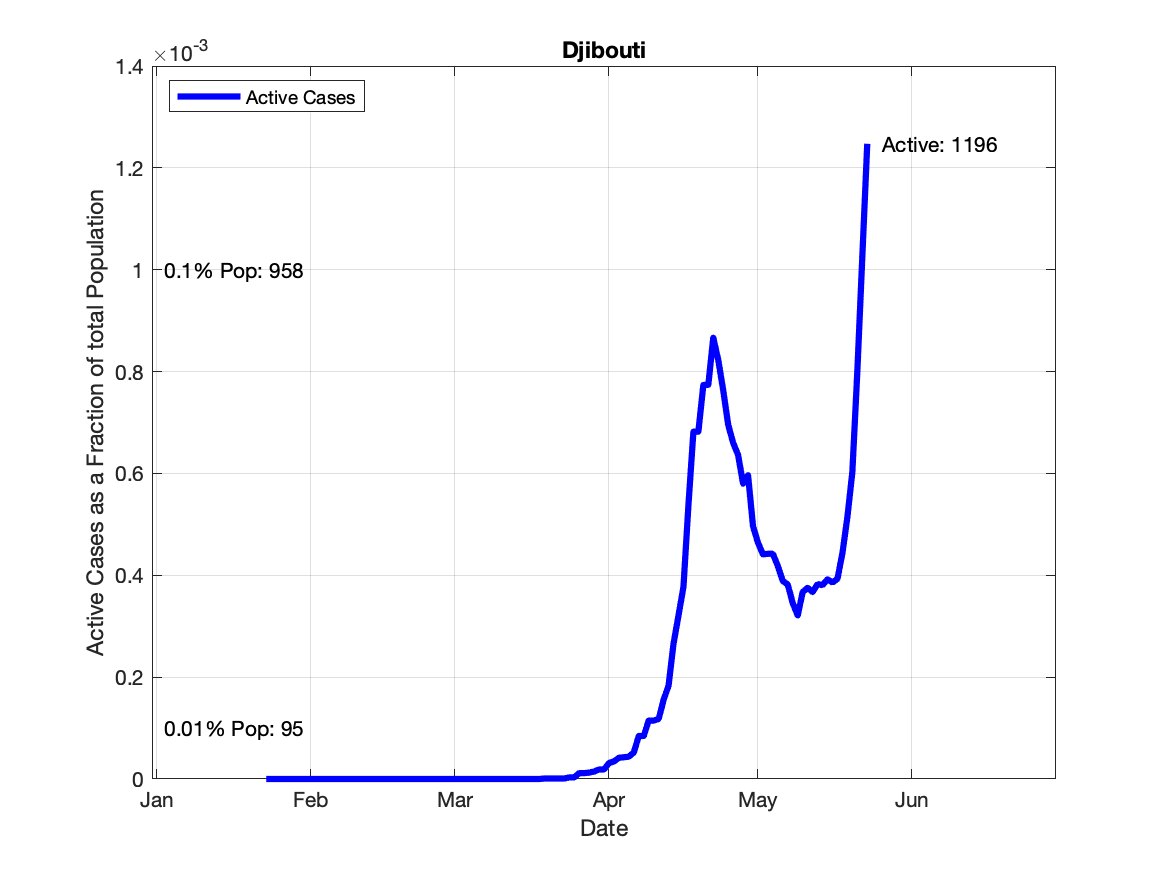 Djibouti
×10-3
1.4
1.2
1
0.8
0.6
0.4
0.2
0
Active Cases
Active: 1196
0.1% Pop: 958
0.01% Pop: 95
Active Cases as a Fraction of total Population
Jan Feb Mar Apr May Jun
Date